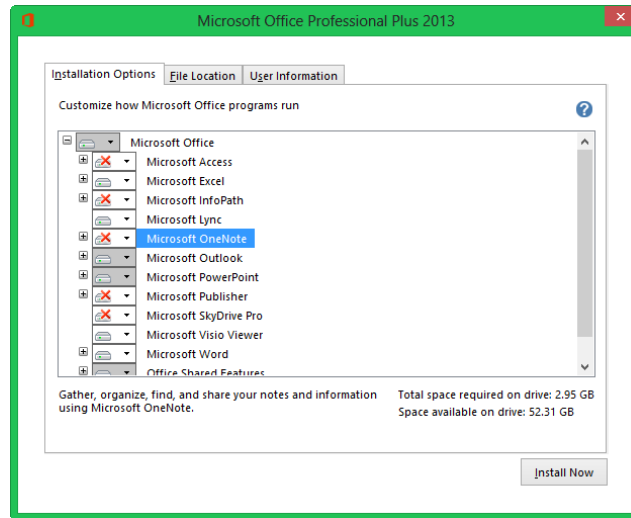 Microsoft Office Professional Plus 2013
Installation Options File Location User Information
Customize how Microsoft Office programs run
Microsoft Office
Microsoft Access
Microsoft Excel
Microsoft InfoPath
Microsoft Lync
Microsoft OneNote
Microsoft Outlook
Microsoft PowerPoint
Microsoft Publisher
Microsoft SkyDrive Pro
Microsoft Visio Viewer
Microsoft Word
Office Shared Features
Gather, organize, find, and share your notes and information
using Microsoft OneNote.
Total space required on drive: 2.95 GB
Space available on drive: 52.31 GB
Install Now